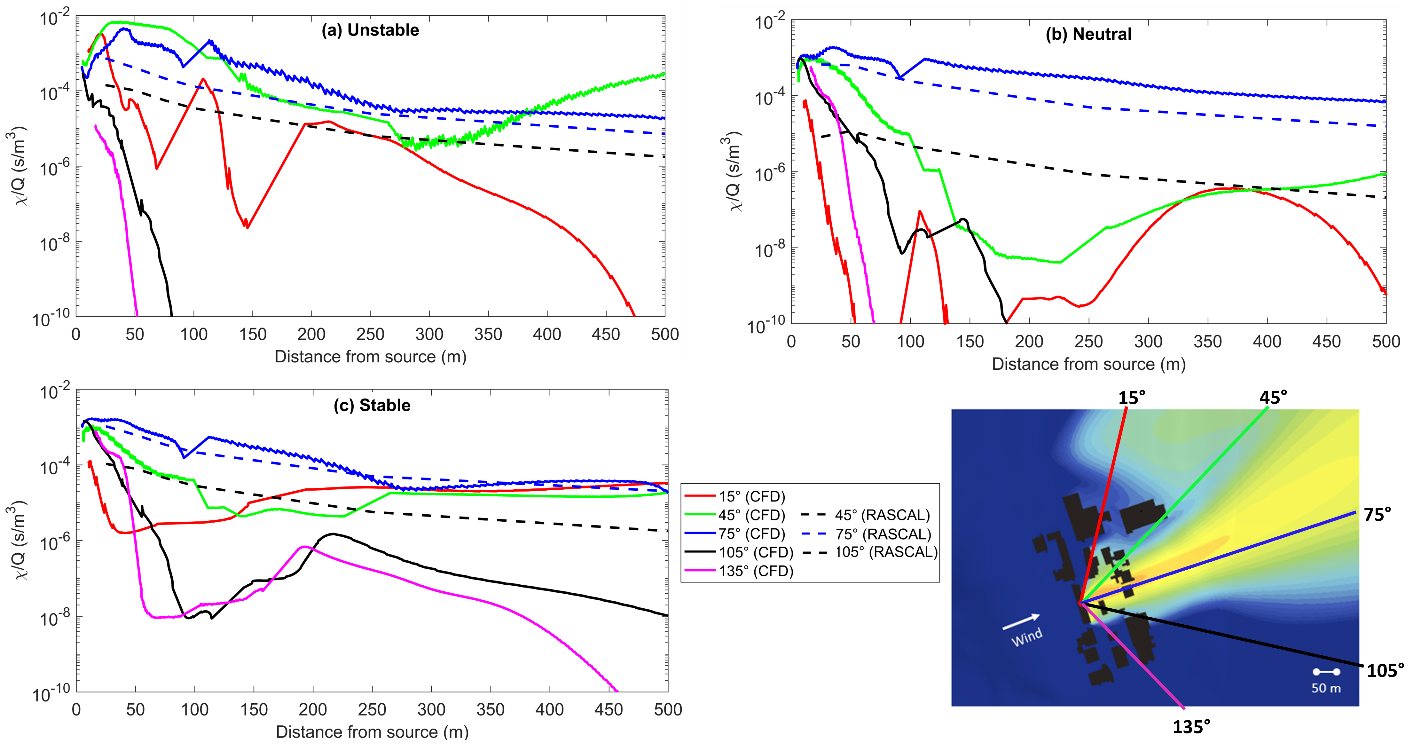 (a) Unstable
10^-2
10^-4
10^-6
10^-8
10^-10
χ/Q (s/m^3)
0 50 100 150 200 250 300 350 400 450 500
Distance from source (m)
(b) Neutral
10^-2
10^-4
10^-6
10^-8
10^-10
χ/Q (s/m^3)
0 50 100 150 200 250 300 350 400 450 500
Distance from source (m)
(c) Stable
10^-2
10^-4
10^-6
10^-8
10^-10
χ/Q (s/m^3)
0 50 100 150 200 250 300 350 400 450 500
Distance from source (m)
15° (CFD)
45° (CFD) 45° (RASCAL)
75° (CFD) 75° (RASCAL)
105° (CFD) 105° (RASCAL)
135° (CFD)
15° 45°
75°
Wind
105°
50 m
135°